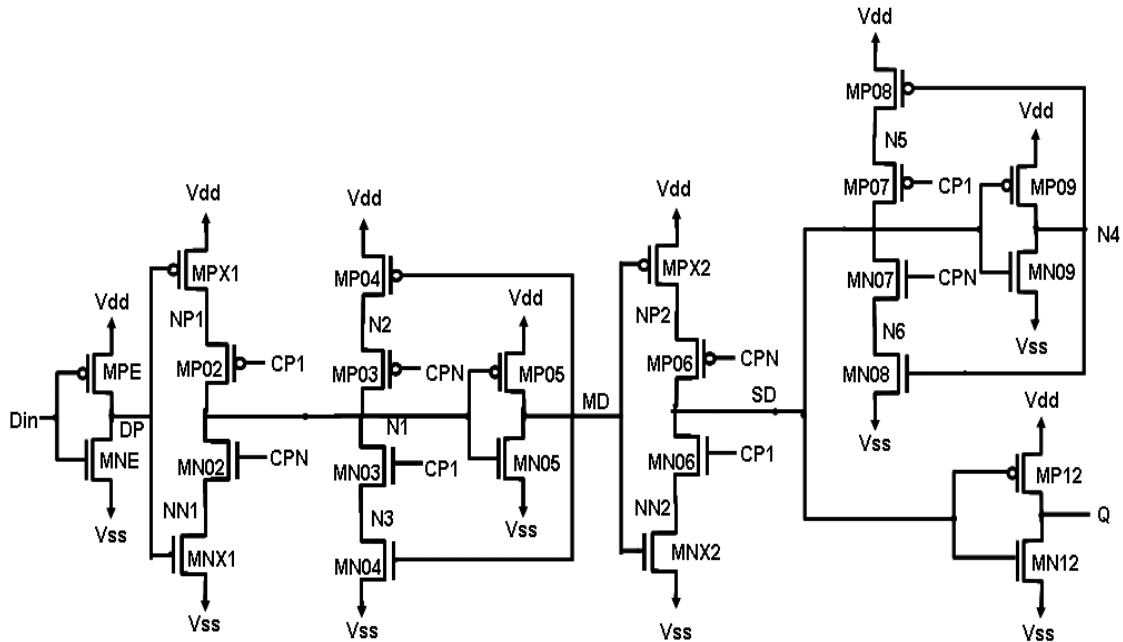 Din
Vdd
MPE
DP
MNE
Vss
Vdd
MPX1
NP1
MP02
CP1
MN02
CPN
NN1
MNX1
Vss
Vdd
MP04
N2
MP03
CPN
N1
MN03
CP1
N3
MN04
Vss
Vdd
MP05
MD
MN05
Vss
Vdd
MPX2
NP2
MP06
CPN
SD
MN06
CP1
NN2
MNX2
Vss
Vdd
MP08
N5
MP07
CP1
MN07
CPN
N6
MN08
Vss
Vdd
MP09
N4
MN09
Vss
Vdd
MP12
Q
MN12
Vss